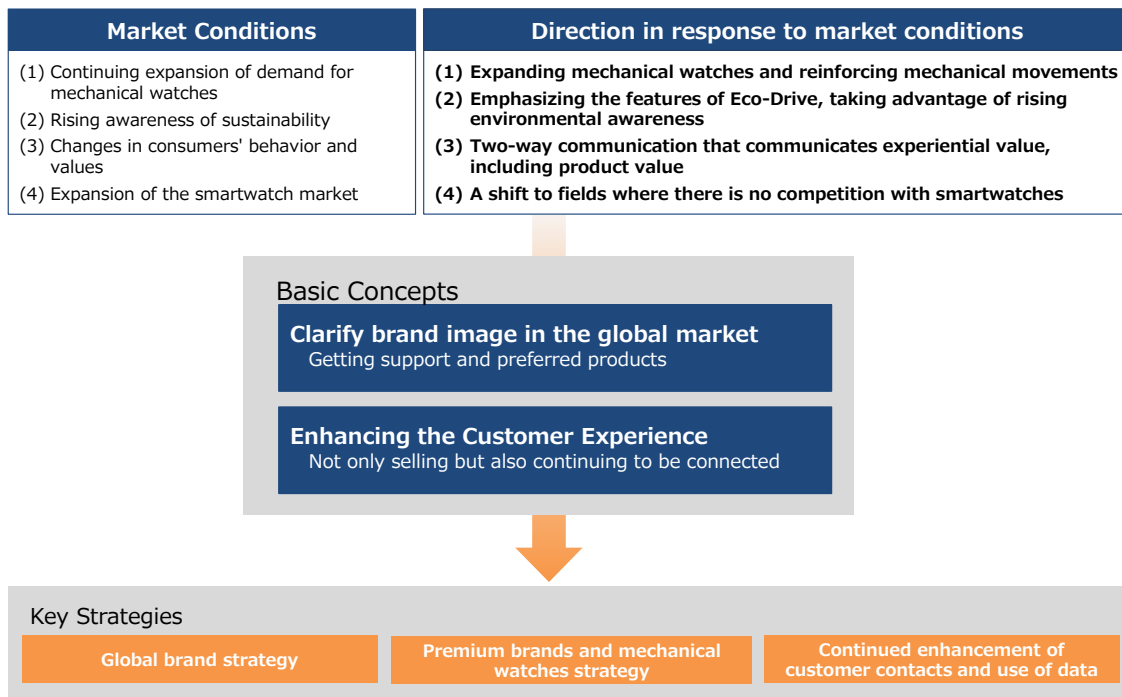 Market Conditions
(1) Continuing expansion of demand for
mechanical watches
(2) Rising awareness of sustainability
(3) Changes in consumers' behavior and
values
(4) Expansion of the smartwatch market
Direction in response to market conditions
(1) Expanding mechanical watches and reinforcing mechanical movements
(2) Emphasizing the features of Eco-Drive, taking advantage of rising
environmental awareness
(3) Two-way communication that communicates experiential value,
including product value
(4) A shift to fields where there is no competition with smartwatches
Basic Concepts
Clarify brand image in the global market
Getting support and preferred products
Enhancing the Customer Experience
Not only selling but also continuing to be connected
Key Strategies
Global brand strategy
Premium brands and mechanical
watches strategy
Continued enhancement of
customer contacts and use of data